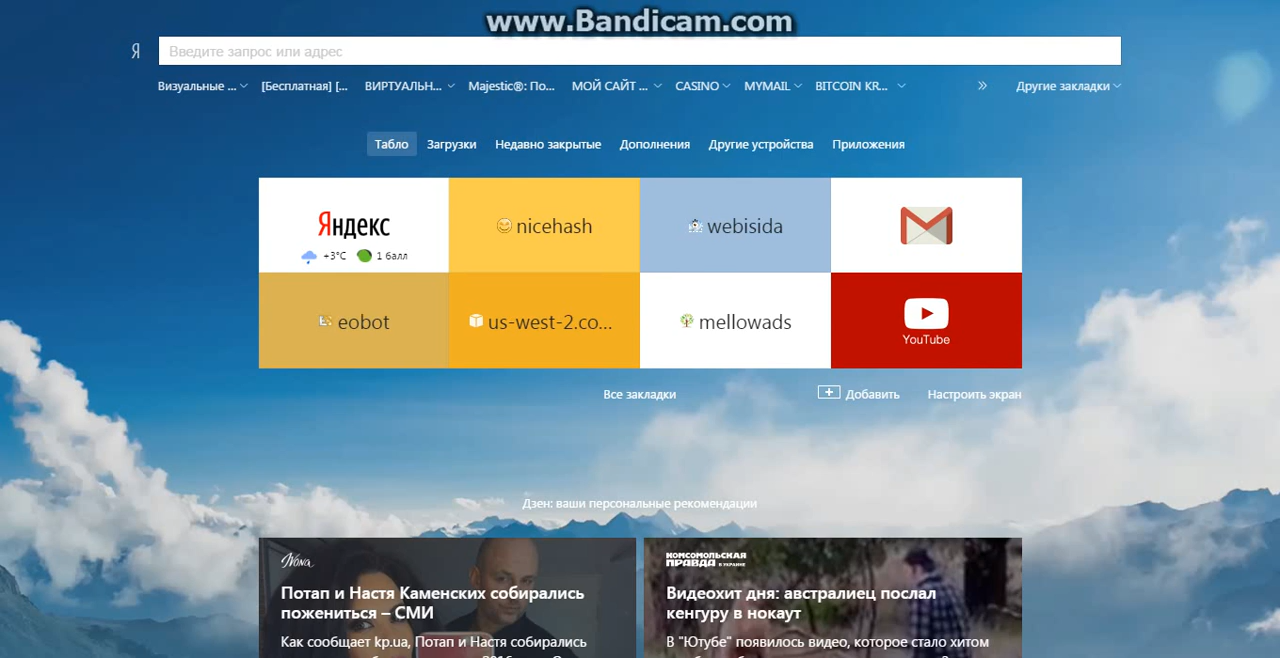 www.Bandicam.com
Я
Введите запрос или адрес
Визуальные ... [Бесплатная] [... ВИРТУАЛЬН... Majestic®: По... МОЙ САЙТ ... CASINO MYMAIL BITCOIN KR... » Другие закладки
Табло Загрузки Недавно закрытые Дополнения Другие устройства Приложения
Яндекс
+3°C 1 балл
nicehash
webisida
eobot
us-west-2.co...
mellowads
YouTube
Все закладки Добавить Настроить экран
Дзен: ваши персональные рекомендации
Nona
Потап и Настя Каменских собирались
пожениться – СМИ
Как сообщает kp.ua, Потап и Настя собирались
КОМСОМОЛЬСКАЯ
ПРАВДА В УКРАИНЕ
Видеохит дня: австралиец послал
кенгуру в нокаут
В "Ютубе" появилось видео, которое стало хитом